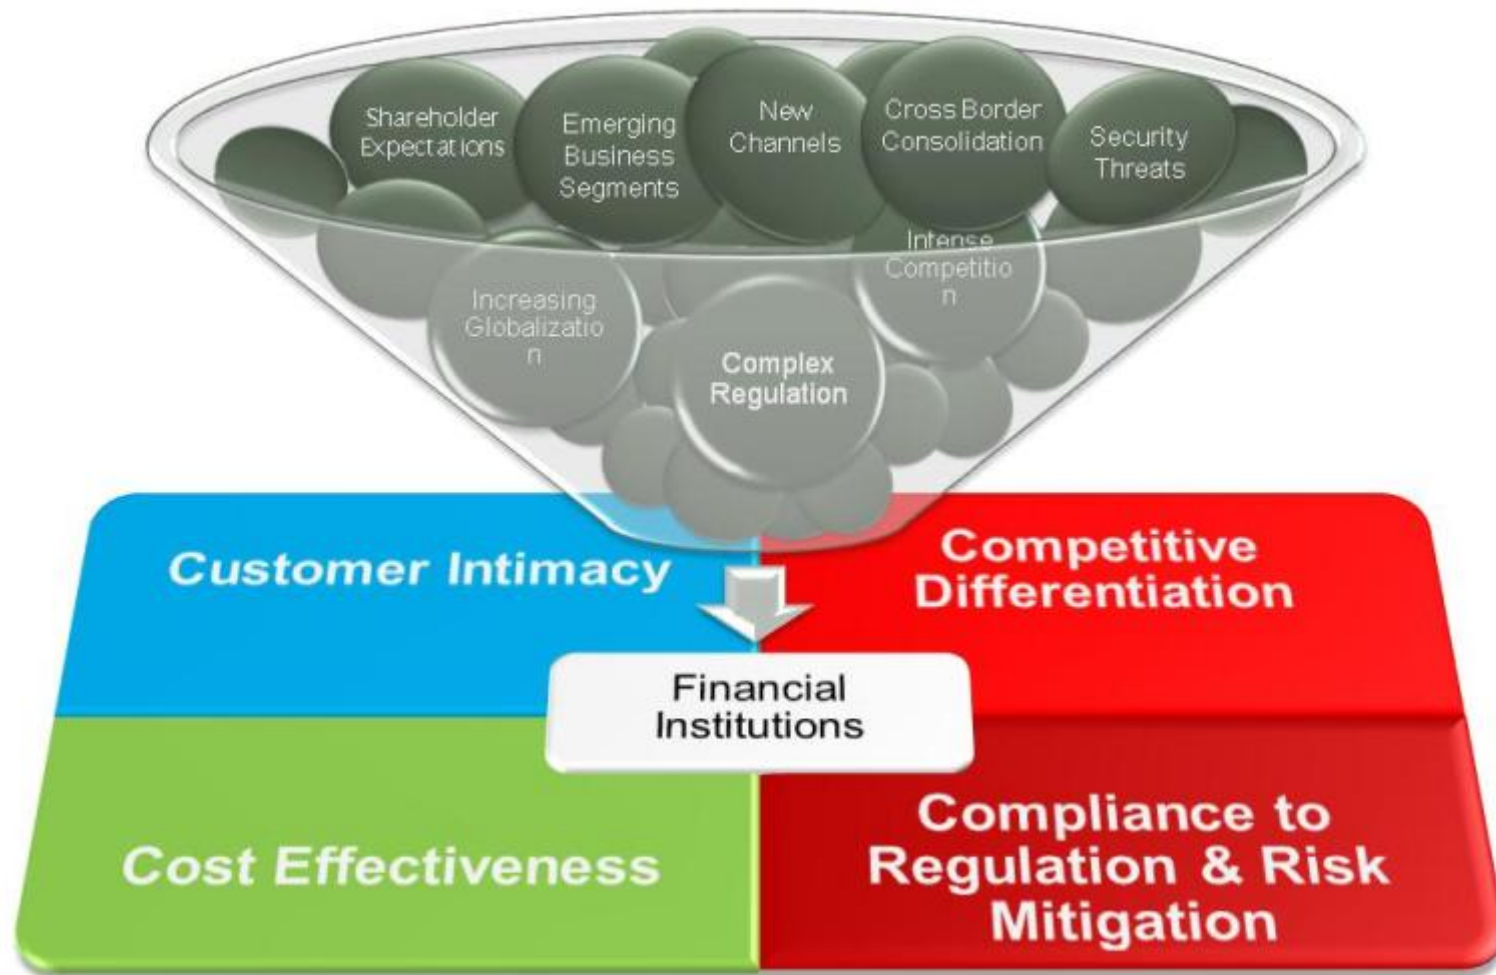 Shareholder
Expectations
Emerging
Business
Segments
New
Channels
Cross Border
Consolidation
Security
Threats
Intense
Competitio
n
Increasing
Globalizatio
n
Complex
Regulation
Customer Intimacy
Competitive
Differentiation
Financial
Institutions
Cost Effectiveness
Compliance to
Regulation & Risk
Mitigation